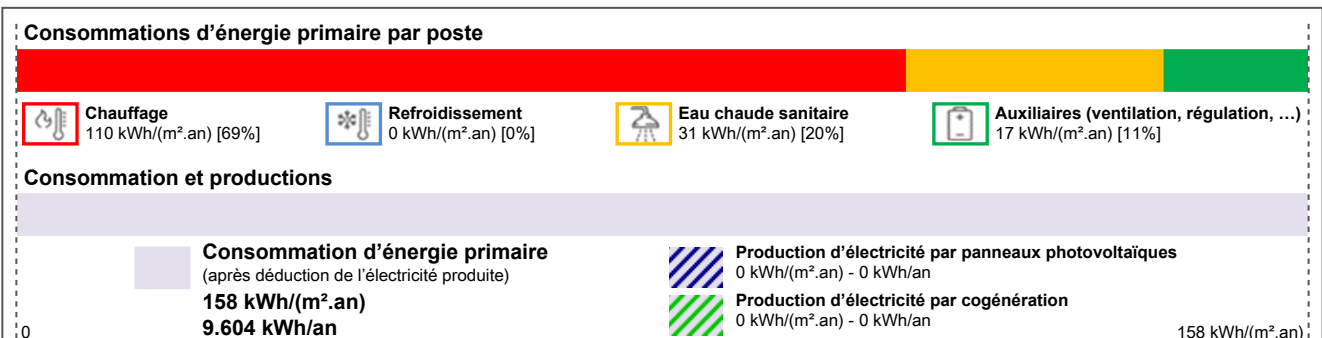 Consommations d'énergie primaire par poste
Chauffage
110 kWh/(m².an) [69%]
Refroidissement
0 kWh/(m².an) [0%]
Eau chaude sanitaire
31 kWh/(m².an) [20%]
Auxiliaires (ventilation, régulation, …)
17 kWh/(m².an) [11%]
Consommation et productions
Consommation d'énergie primaire
(après déduction de l'électricité produite)
158 kWh/(m².an)
9.604 kWh/an
Production d'électricité par panneaux photovoltaïques
0 kWh/(m².an) - 0 kWh/an
Production d'électricité par cogénération
0 kWh/(m².an) - 0 kWh/an
0
158 kWh/(m².an)